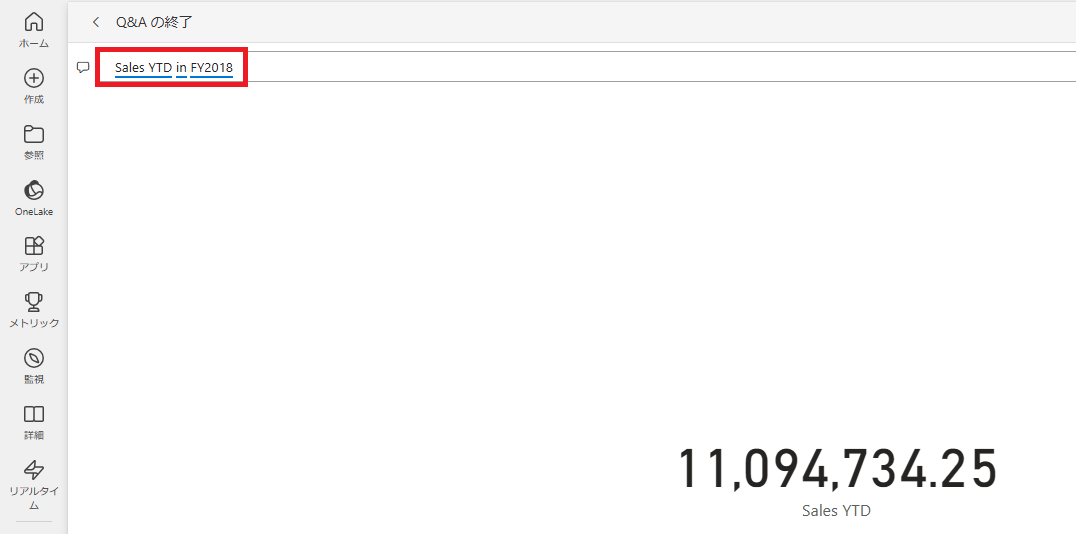 Q&A の終了
Sales YTD in FY2018
ホーム
作成
参照
OneLake
アプリ
メトリック
監視
詳細
リアルタイ
ム
11,094,734.25
Sales YTD